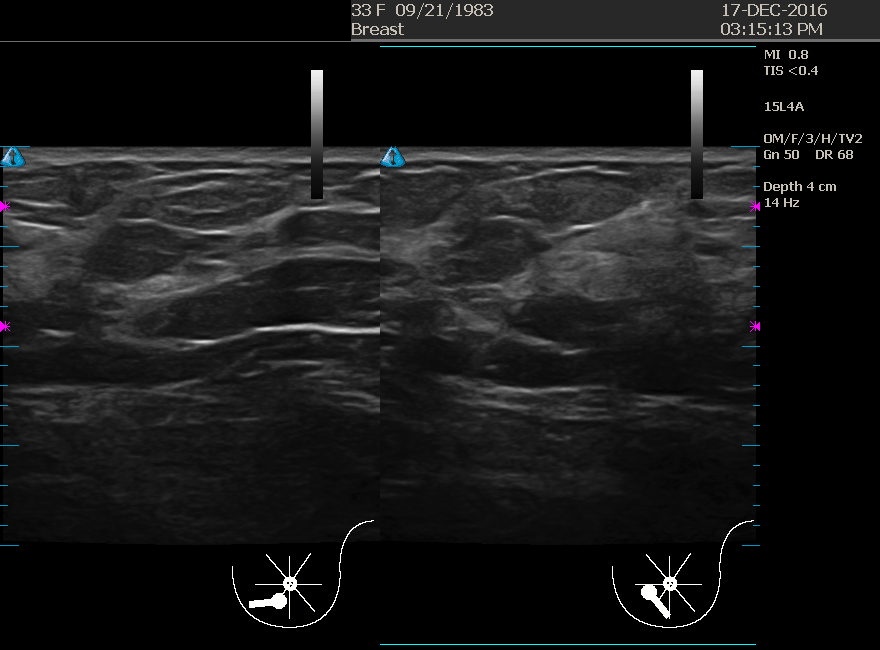 33 F 09/21/1983
17-DEC-2016
Breast
03:15:13 PM
MI 0.8
TIS <0.4
15L4A
OM/F/3/H/TV2
Gn 50 DR 68
Depth 4 cm
14 Hz